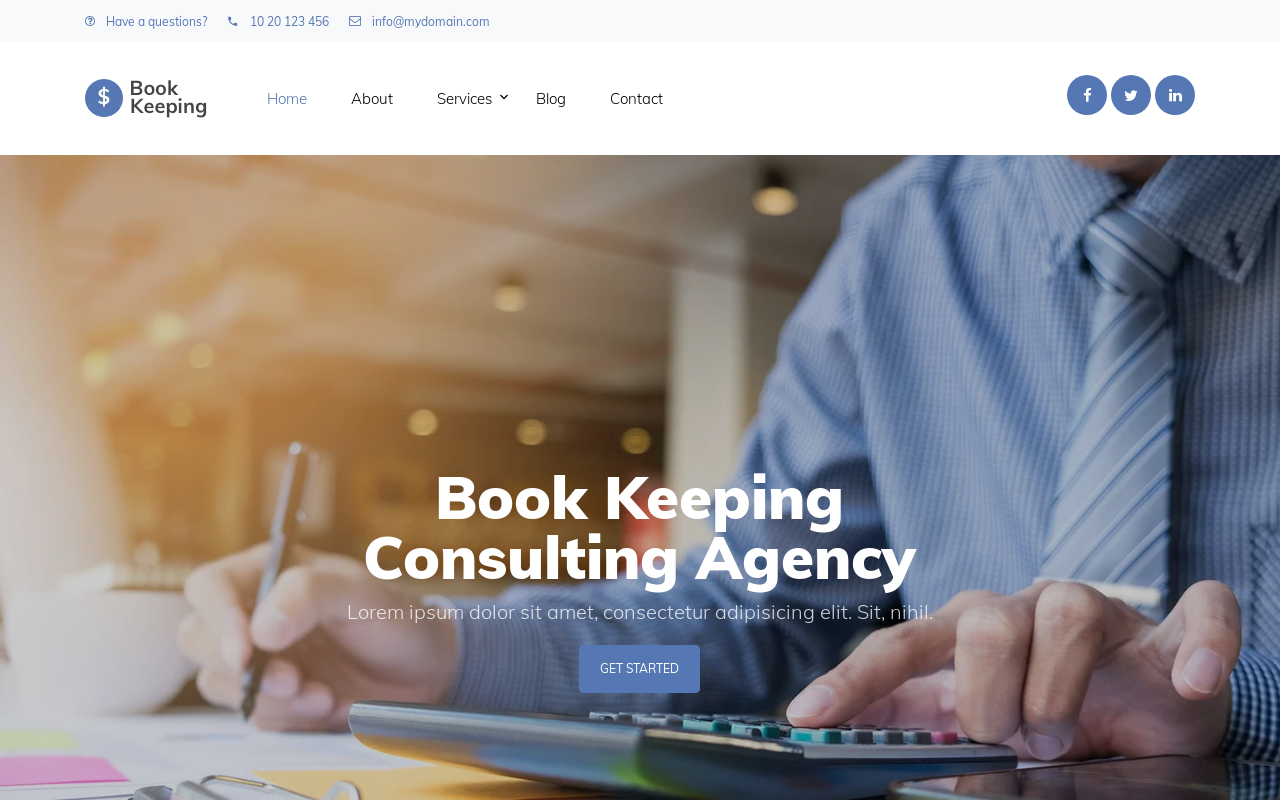 Have a questions? 10 20 123 456 info@mydomain.com
$ Book
Keeping
Home About Services Blog Contact
Book Keeping
Consulting Agency
Lorem ipsum dolor sit amet, consectetur adipisicing elit. Sit, nihil.
GET STARTED